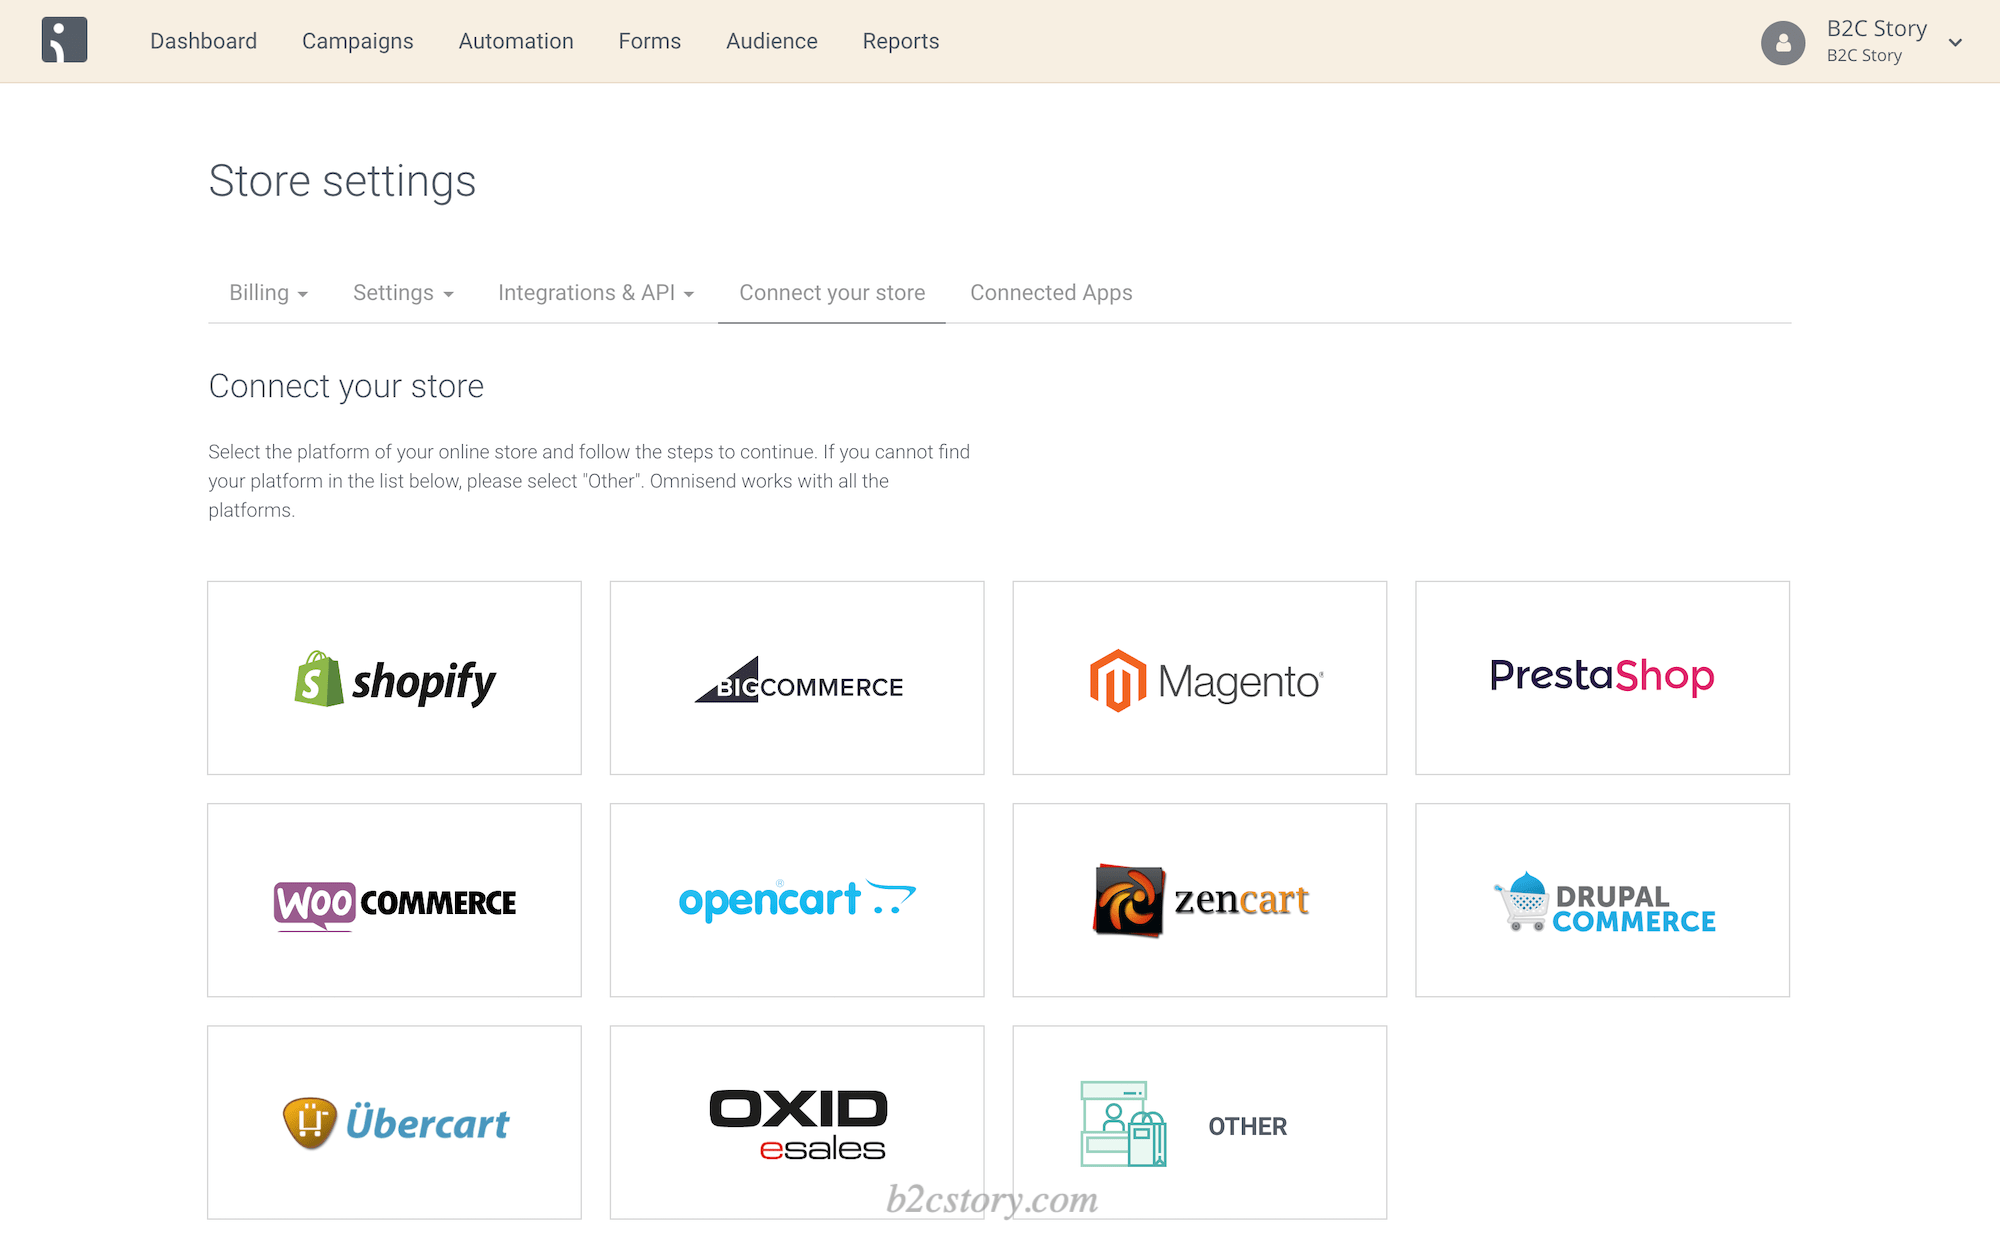 Dashboard Campaigns Automation Forms Audience Reports
B2C Story
B2C Story
Store settings
Billing Settings Integrations & API Connect your store Connected Apps
Connect your store
Select the platform of your online store and follow the steps to continue. If you cannot find
your platform in the list below, please select "Other". Omnisend works with all the
platforms.
shopify
BIGCOMMERCE
Magento
PrestaShop
WOO COMMERCE
opencart
zencart
DRUPAL
COMMERCE
Übercart
OXID
esales
OTHER
b2cstory.com